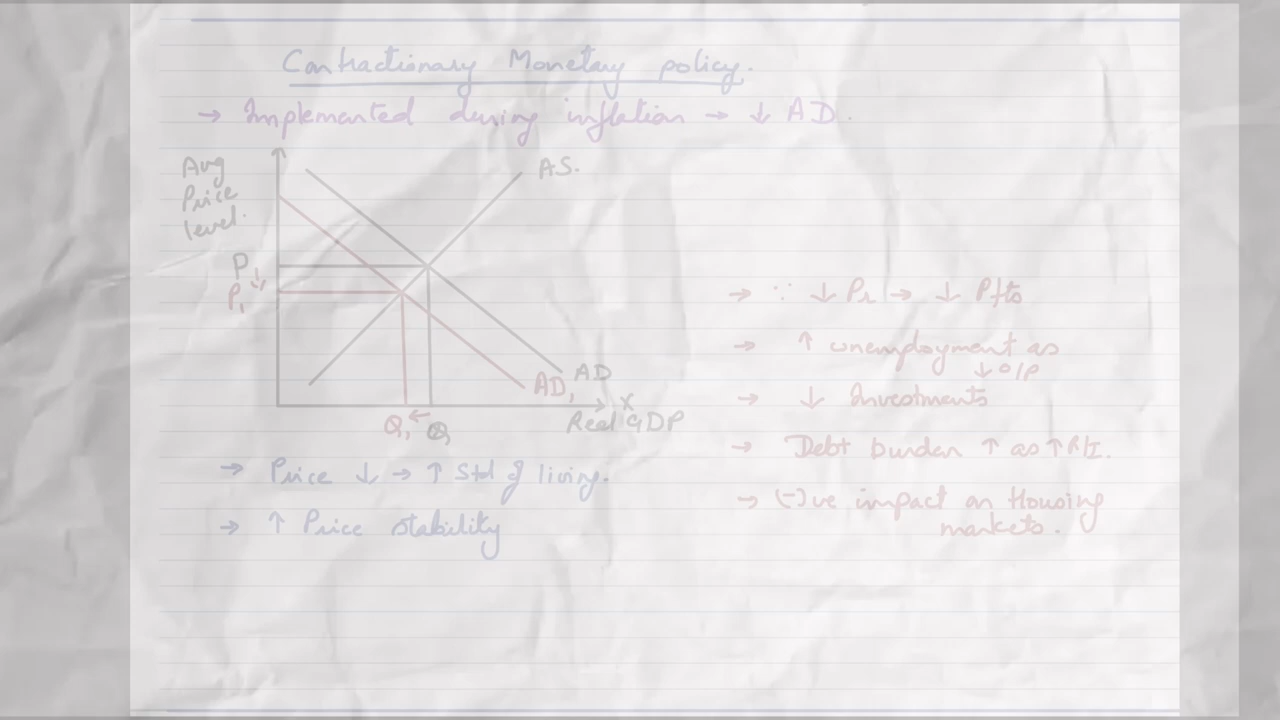 Contractionary Monetary policy.
→ Implemented during inflation → ↓ AD.
Avg
Price
level.
AS.
P ↓
P₁
AD
AD₁
Q₁ ← Q
X
Real GDP
→ Price ↓ → ↑ Std of living.
→ ↑ Price stability
→ ∵ ↓ Pr → ↓ Pfts
→ ↑ unemployment as
↓ O/P
→ ↓ Investments
→ Debt burden ↑ as ↑ R/I.
→ (-)ve impact on Housing
markets.